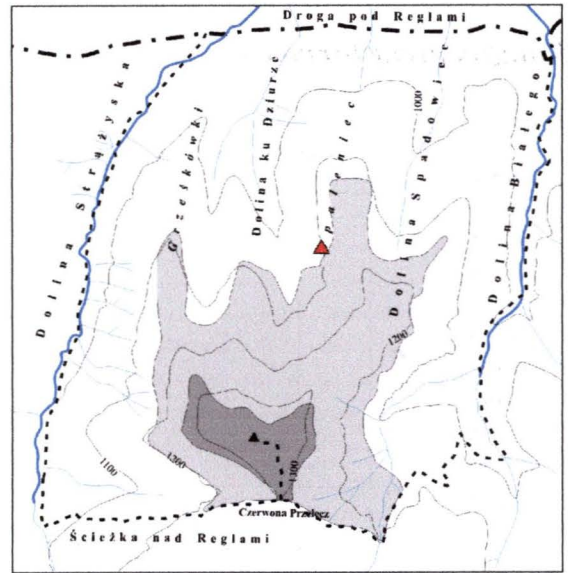 Droga pod Reglami
Dolina Strążyska
Grześkówki
Dolina ku Dziurze
Spaleniec
1000
Dolina Spadowiec
Dolina Białego
1200
1100
1200
1300
Czerwona Przełęcz
Ścieżka nad Reglami